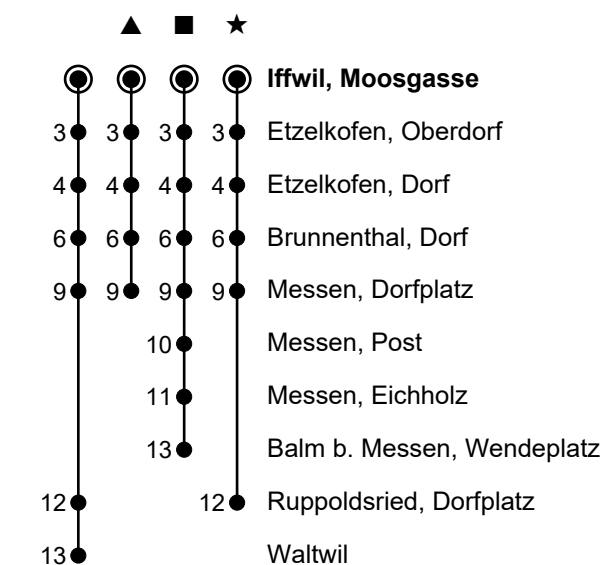 ▲ ■ ★
Iffwil, Moosgasse
3 3 3 3 Etzelkofen, Oberdorf
4 4 4 4 Etzelkofen, Dorf
6 6 6 6 Brunnenthal, Dorf
9 9 9 9 Messen, Dorfplatz
10 Messen, Post
11 Messen, Eichholz
13 Balm b. Messen, Wendeplatz
12 12 Ruppoldsried, Dorfplatz
13 Waltwil